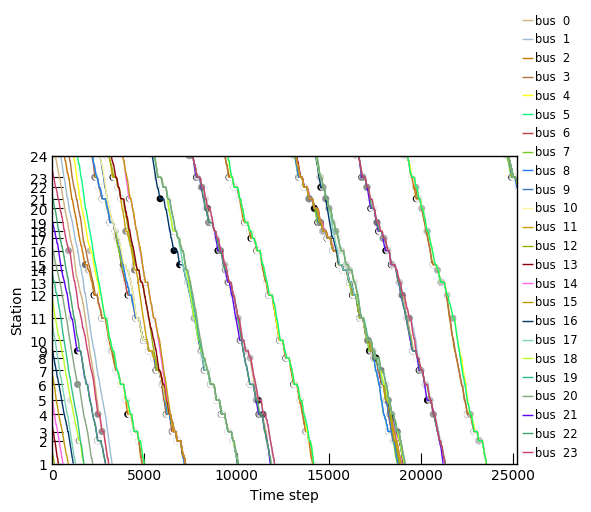 bus 0
bus 1
bus 2
bus 3
bus 4
bus 5
bus 6
bus 7
bus 8
bus 9
bus 10
bus 11
bus 12
bus 13
bus 14
bus 15
bus 16
bus 17
bus 18
bus 19
bus 20
bus 21
bus 22
bus 23
24
23
22
21
20
19
18
17
16
15
14
13
12
11
10
9
8
7
6
5
4
3
2
1
Station
0 5000 10000 15000 20000 25000
Time step